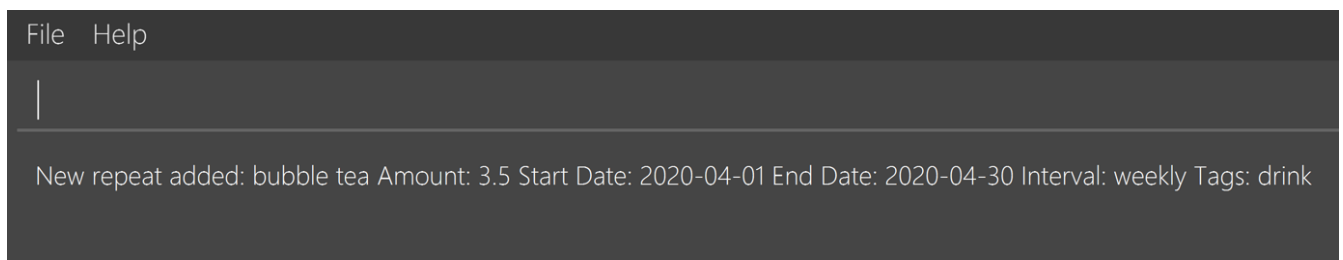 File Help
New repeat added: bubble tea Amount: 3.5 Start Date: 2020-04-01 End Date: 2020-04-30 Interval: weekly Tags: drink